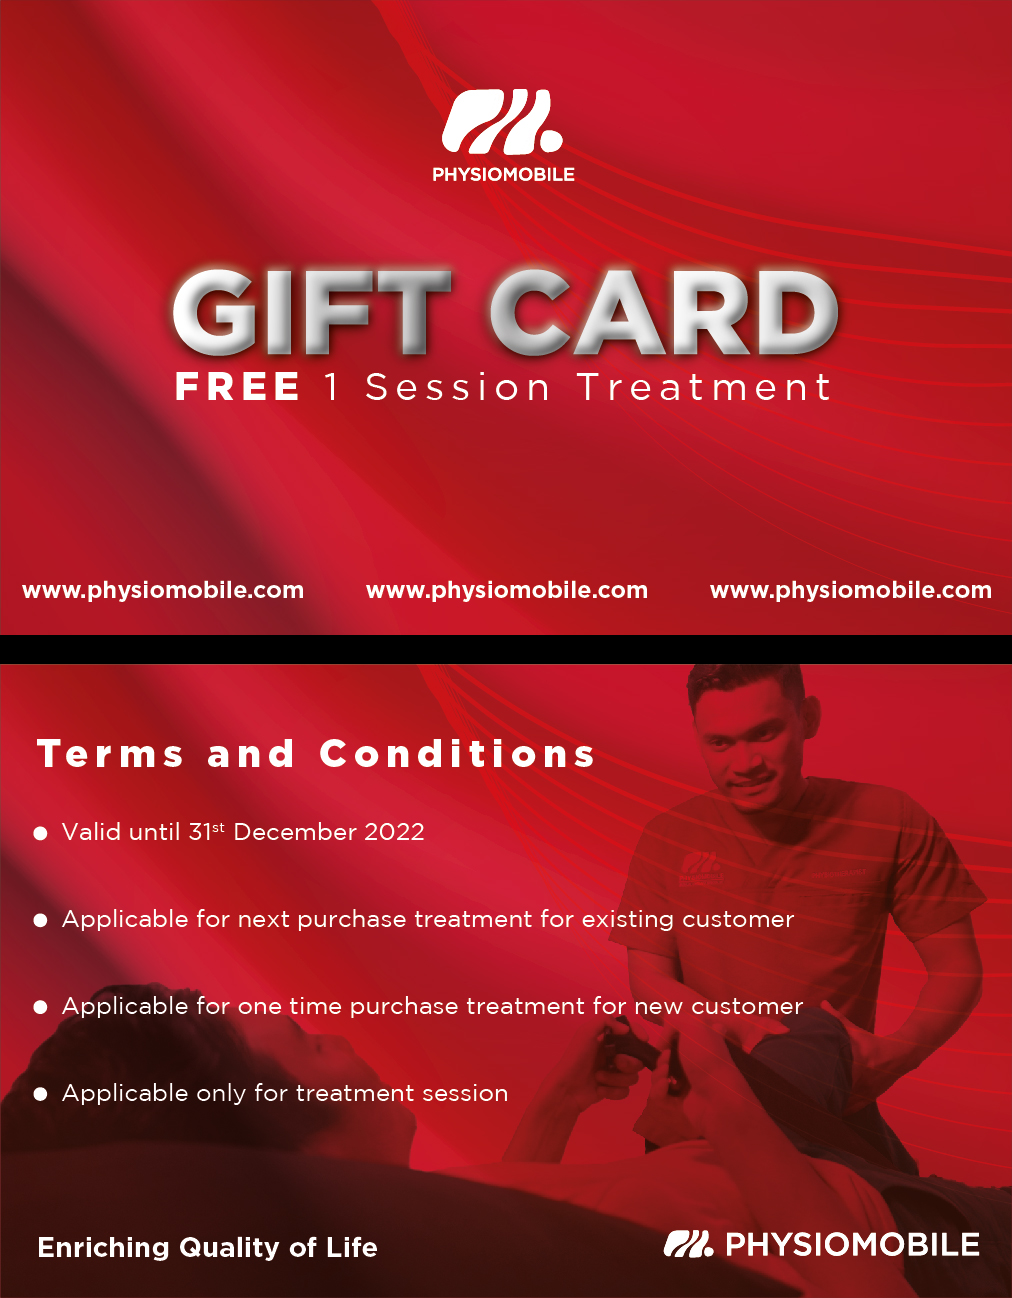 PHYSIOMOBILE
GIFT CARD
FREE 1 Session Treatment
www.physiomobile.com www.physiomobile.com www.physiomobile.com
Terms and Conditions
● Valid until 31st December 2022
● Applicable for next purchase treatment for existing customer
● Applicable for one time purchase treatment for new customer
● Applicable only for treatment session
Enriching Quality of Life
PHYSIOMOBILE